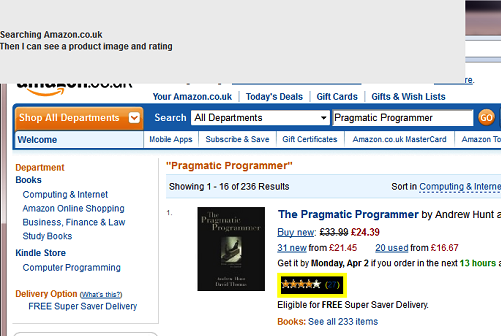 Searching Amazon.co.uk
Then I can see a product image and rating
amazon.co.uk
Your Amazon.co.uk | Today's Deals | Gift Cards | Gifts & Wish Lists
Shop All Departments
Search All Departments Pragmatic Programmer GO
Welcome
Mobile Apps Subscribe & Save Gift Certificates Amazon.co.uk MasterCard Amazon To
Department
Books
Computing & Internet
Amazon Online Shopping
Business, Finance & Law
Study Books
Kindle Store
Computer Programming
Delivery Option (What's this?)
FREE Super Saver Delivery
"Pragmatic Programmer"
Showing 1 - 16 of 236 Results Sort in Computing & Interne
1.
The
Pragmatic
Programmer
Andrew Hunt
David Thomas
The Pragmatic Programmer by Andrew Hunt a
Buy new: £33.99 £24.39
31 new from £21.45 20 used from £16.67
Get it by Monday, Apr 2 if you order in the next 13 hours a
(27)
Eligible for FREE Super Saver Delivery.
Books: See all 233 items